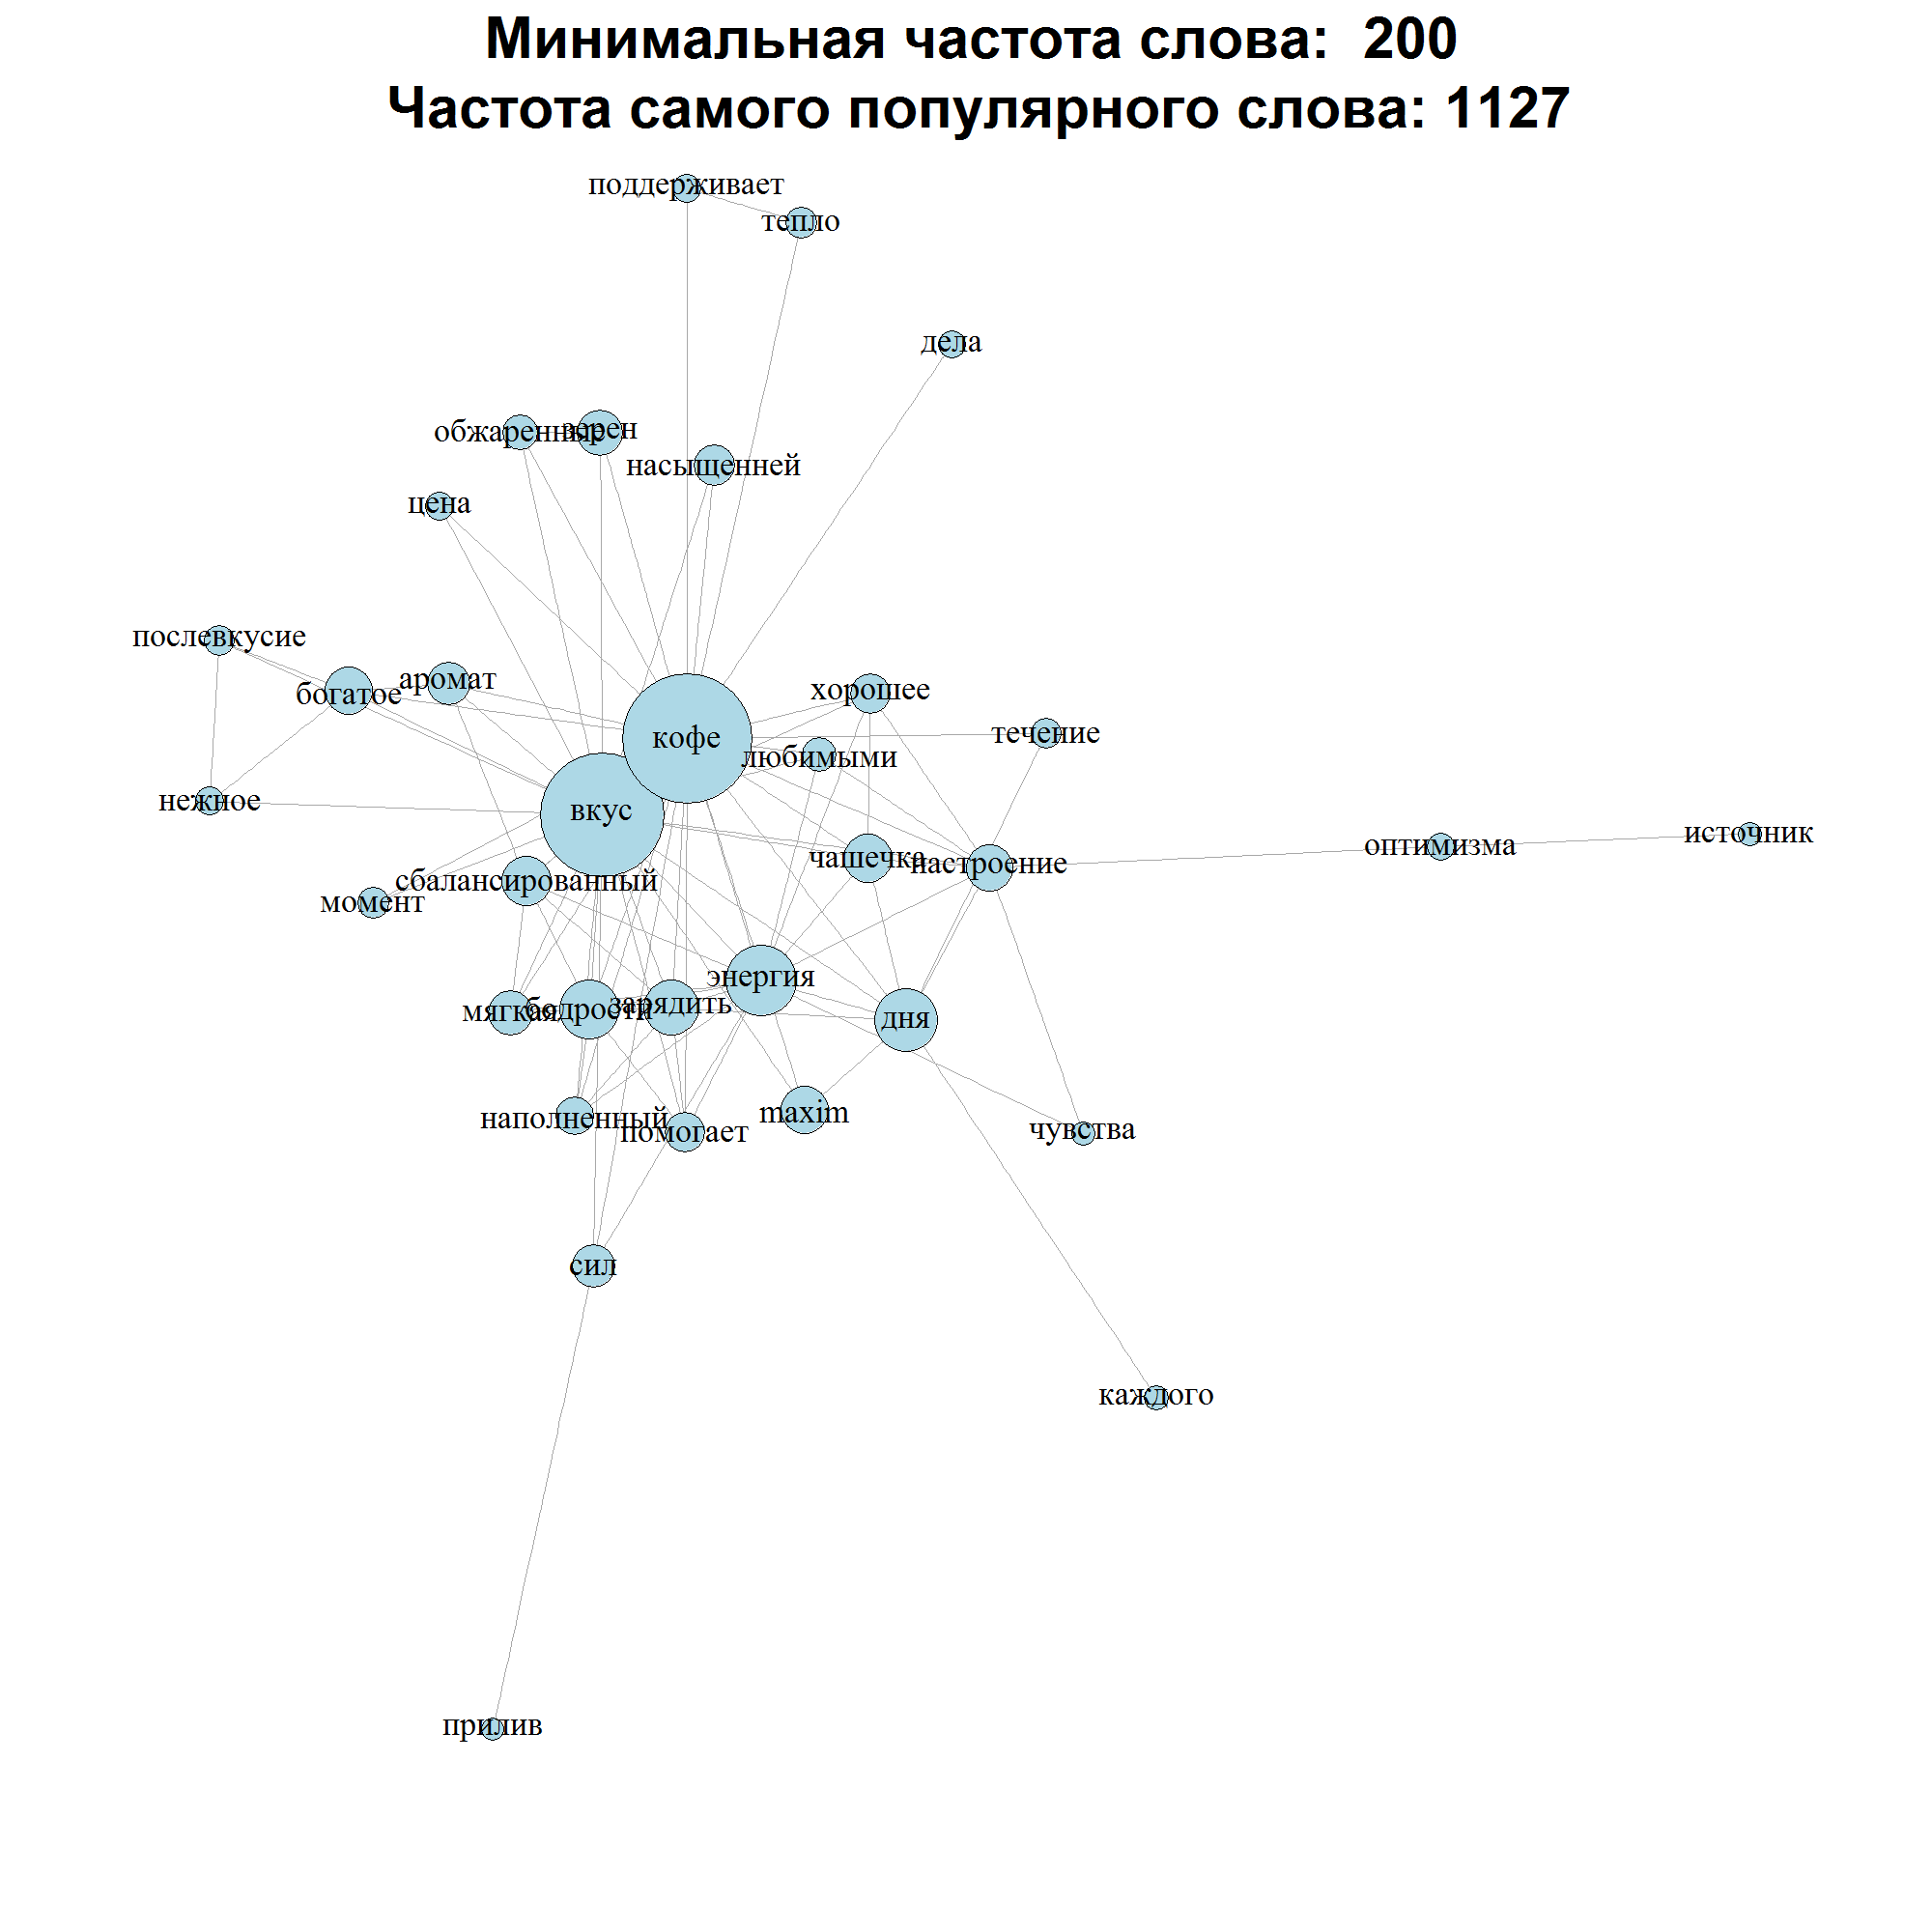 Минимальная частота слова:  200
Частота самого популярного слова: 1127
поддерживает
тепло
дела
обжаренные
зерен
насыщенней
цена
послевкусие
богатое
аромат
хорошее
кофе
течение
любимыми
нежное
вкус
источник
оптимизма
чашечка
настроение
сбалансированный
момент
энергия
мягкая
бодрости
зарядить
дня
наполненный
помогает
maxim
чувства
сил
каждого
прилив